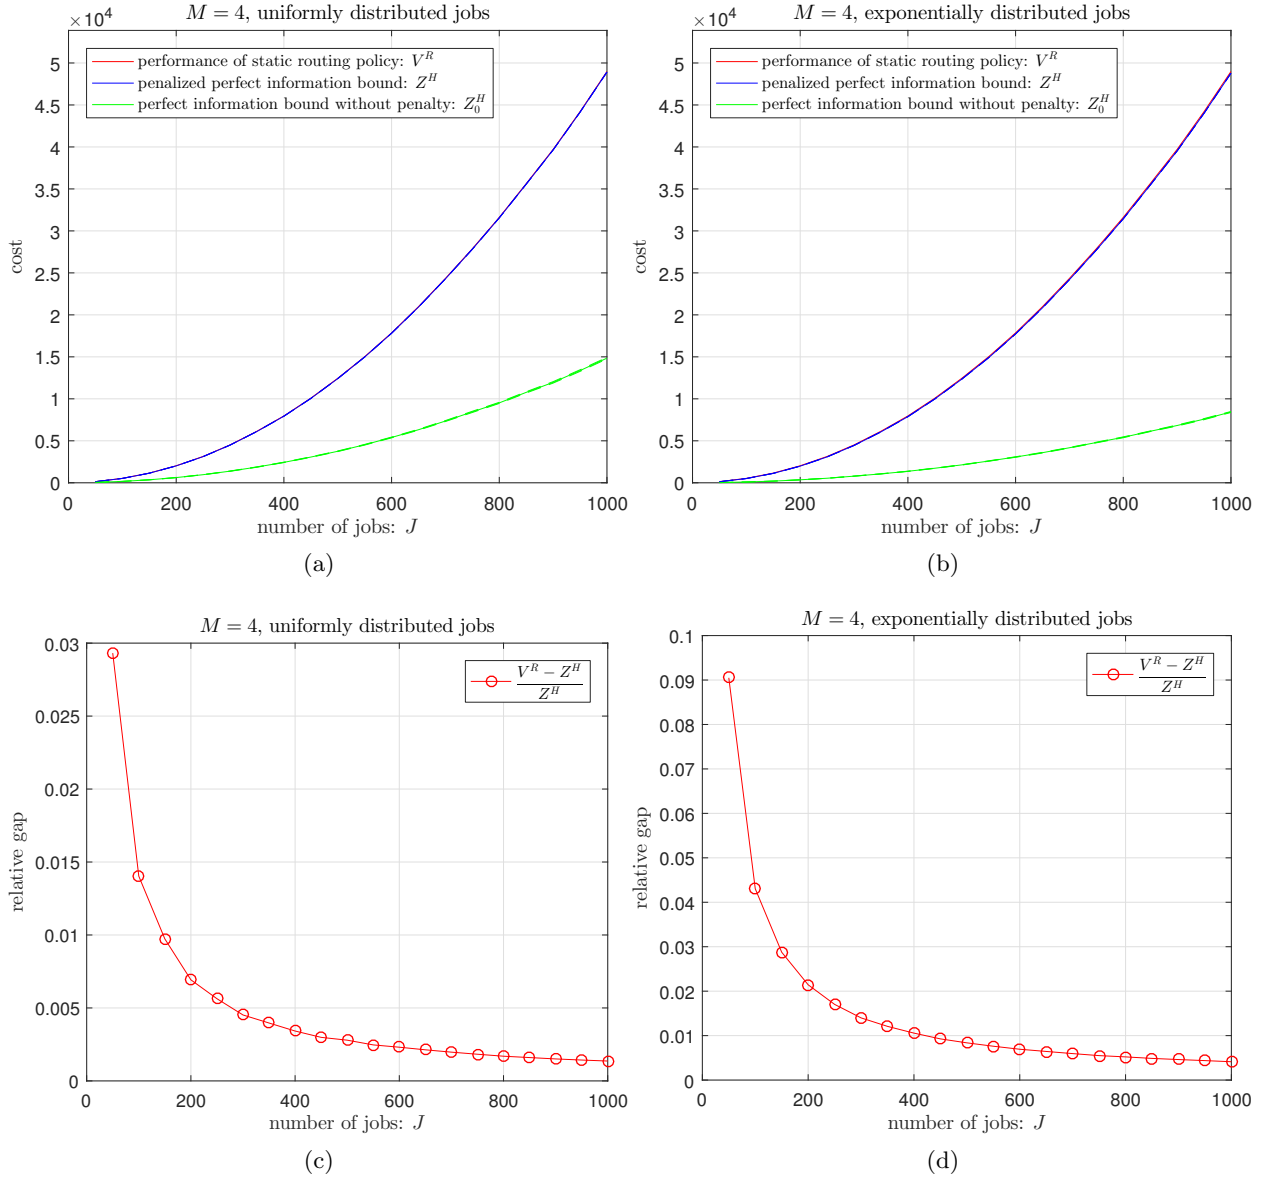 M = 4, uniformly distributed jobs
×10⁴
performance of static routing policy: V^R
penalized perfect information bound: Z^H
perfect information bound without penalty: Z_0^H
5
4.5
4
3.5
3
2.5
2
1.5
1
0.5
0
cost
0 200 400 600 800 1000
number of jobs: J
(a)
M = 4, exponentially distributed jobs
×10⁴
performance of static routing policy: V^R
penalized perfect information bound: Z^H
perfect information bound without penalty: Z_0^H
5
4.5
4
3.5
3
2.5
2
1.5
1
0.5
0
cost
0 200 400 600 800 1000
number of jobs: J
(b)
M = 4, uniformly distributed jobs
V^R − Z^H
Z^H
0.03
0.025
0.02
0.015
0.01
0.005
0
relative gap
0 200 400 600 800 1000
number of jobs: J
(c)
M = 4, exponentially distributed jobs
V^R − Z^H
Z^H
0.1
0.09
0.08
0.07
0.06
0.05
0.04
0.03
0.02
0.01
0
relative gap
0 200 400 600 800 1000
number of jobs: J
(d)